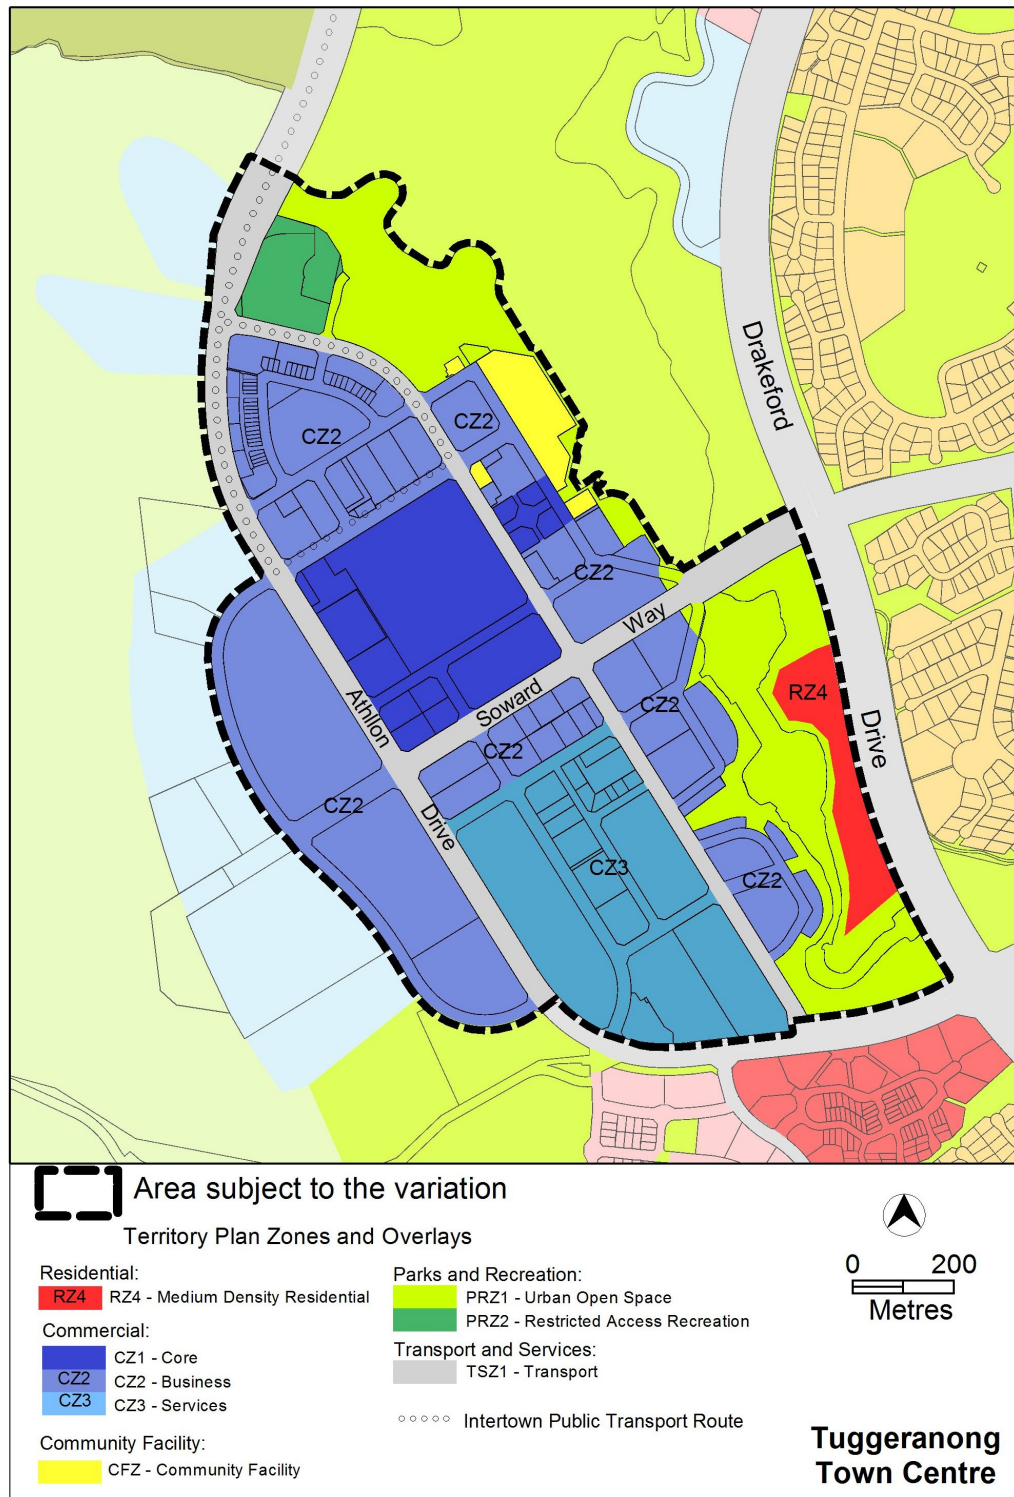 Drakeford
CZ2
CZ2
CZ2
Way
RZ4
Athllon
Soward
CZ2
Drive
CZ2
CZ2
Drive
CZ3
CZ2
Area subject to the variation
Territory Plan Zones and Overlays
Residential:
RZ4 RZ4 - Medium Density Residential
Commercial:
CZ1 - Core
CZ2 CZ2 - Business
CZ3 CZ3 - Services
Community Facility:
CFZ - Community Facility
Parks and Recreation:
PRZ1 - Urban Open Space
PRZ2 - Restricted Access Recreation
Transport and Services:
TSZ1 - Transport
Intertown Public Transport Route
0 200
Metres
Tuggeranong
Town Centre